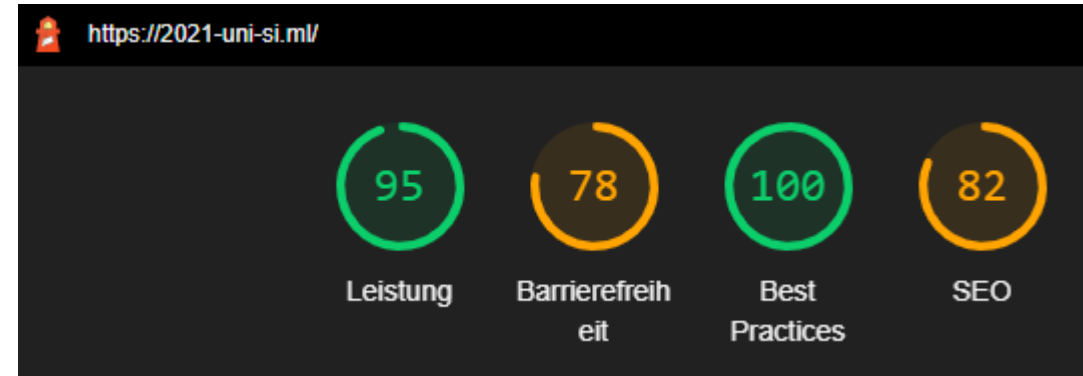 https://2021-uni-si.ml/
95 78 100 82
Leistung Barrierefreih Best SEO
eit Practices